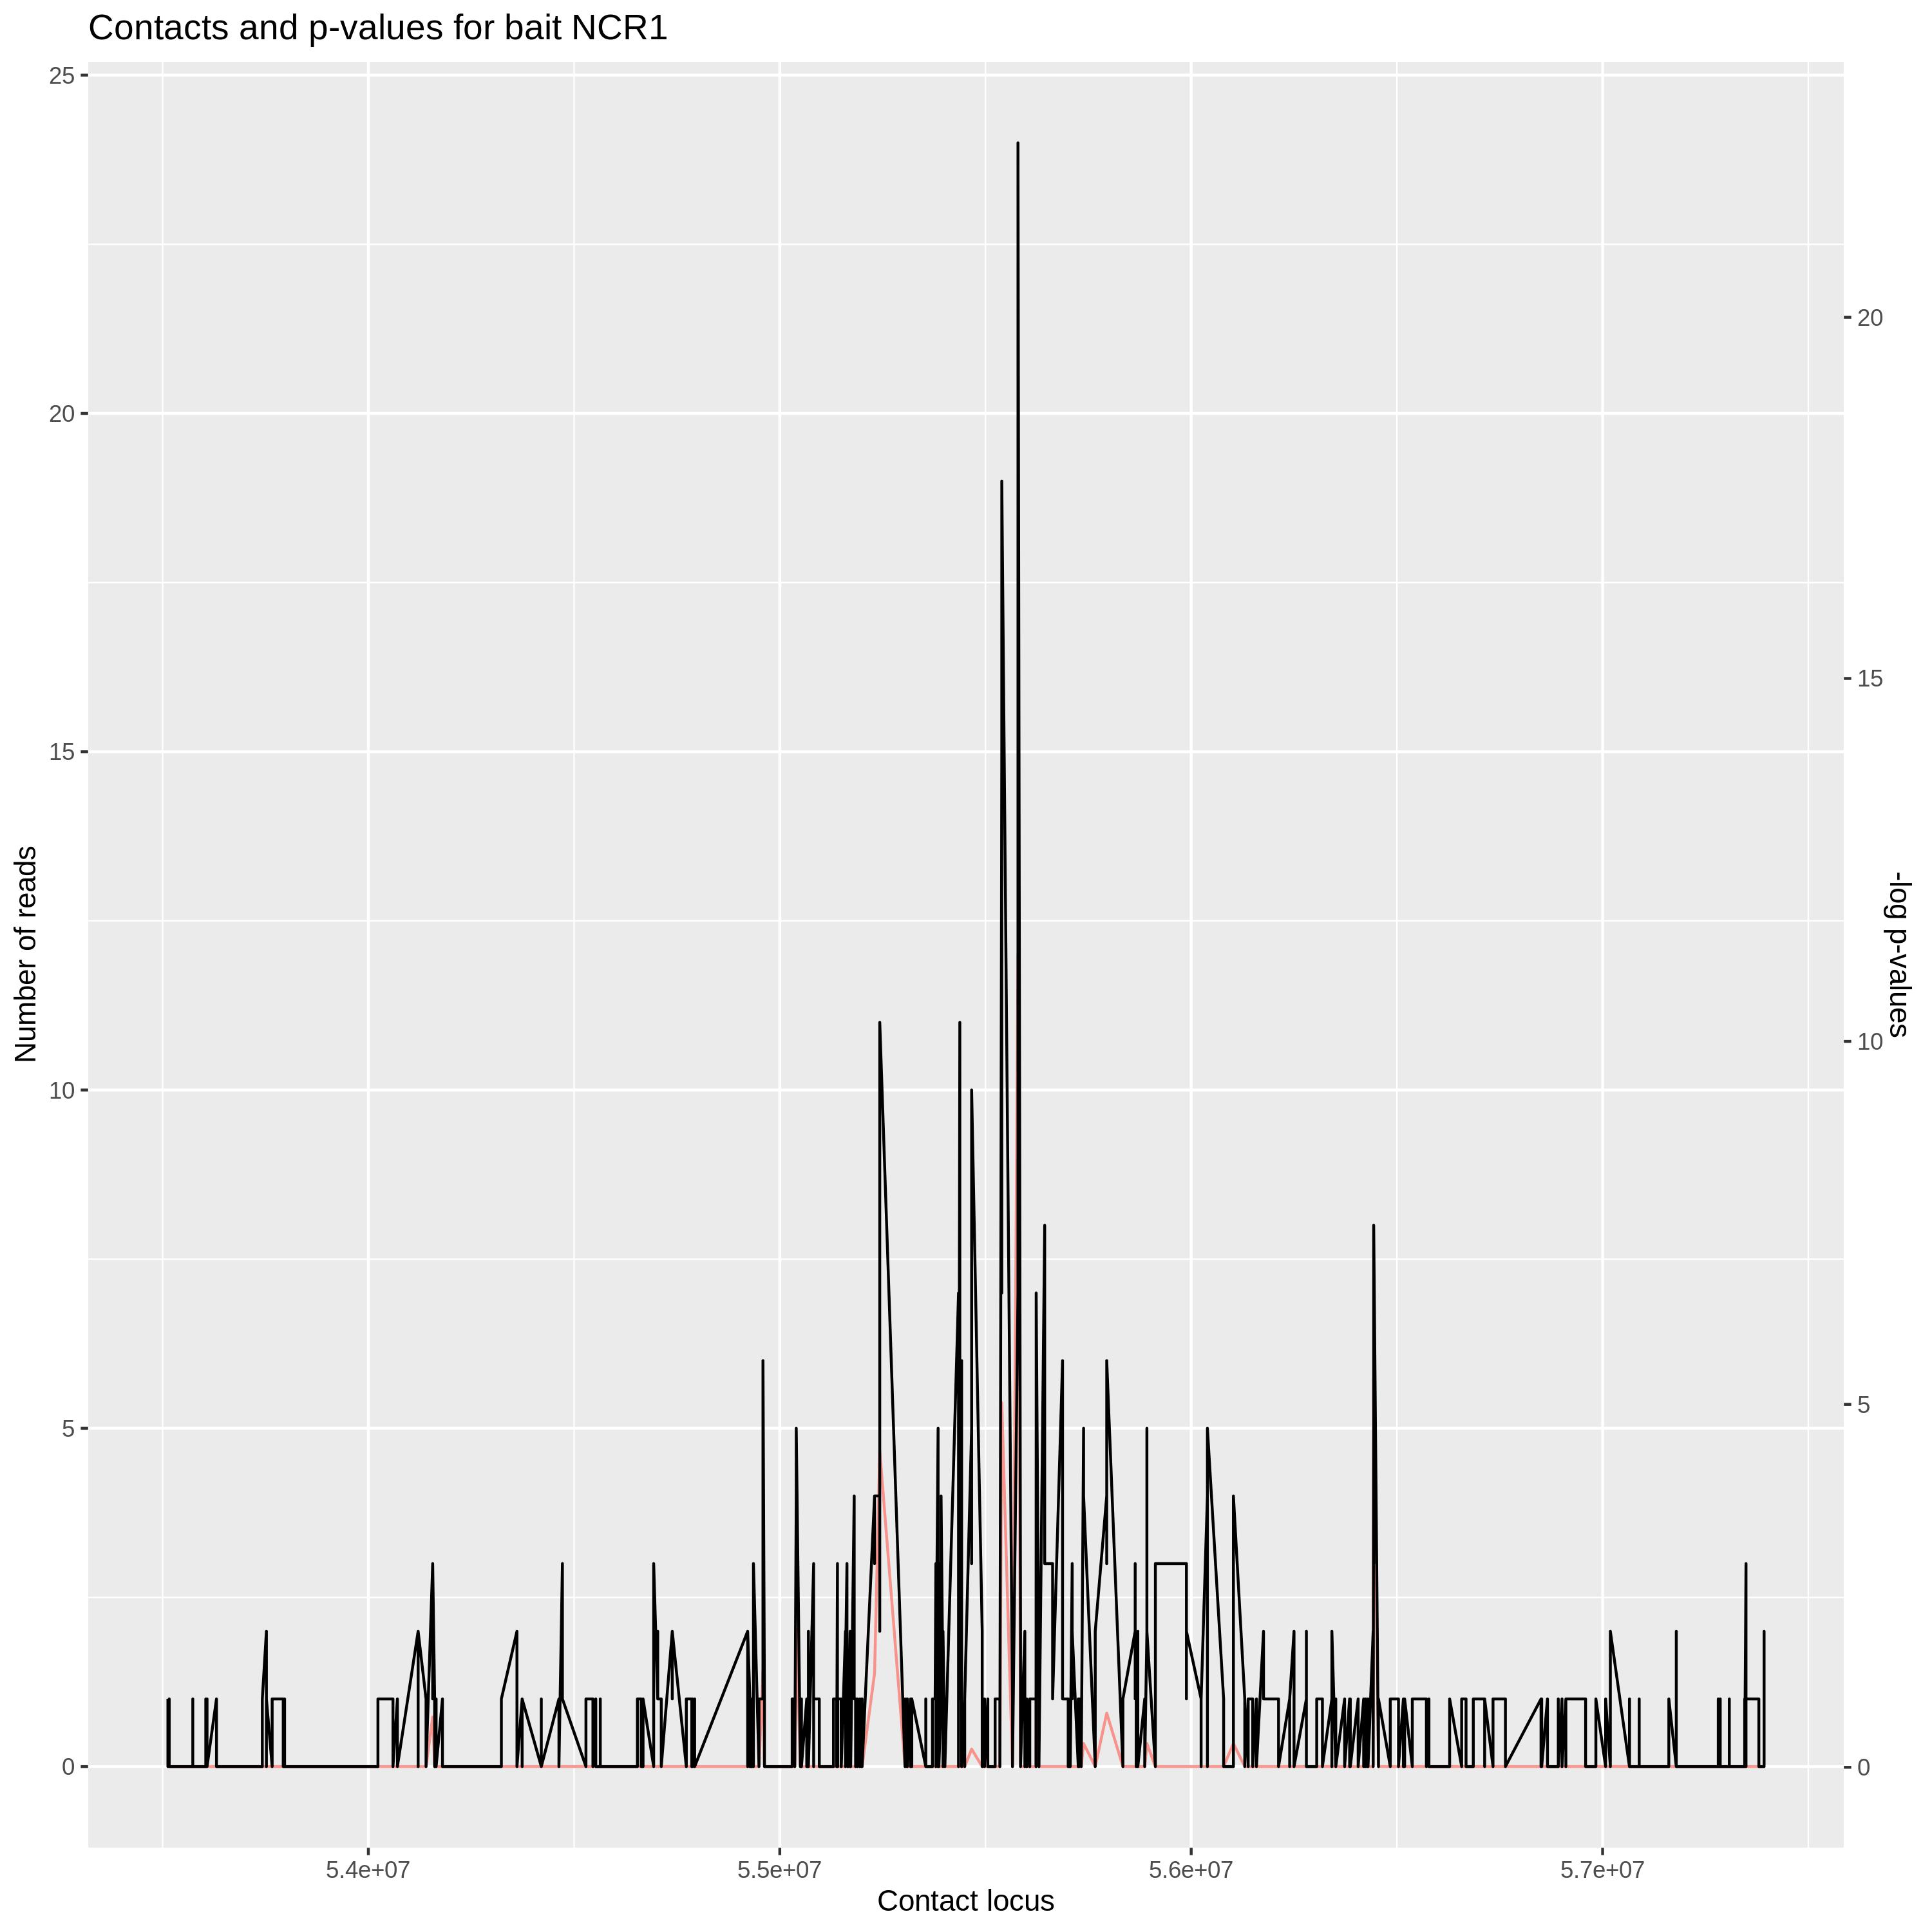 Contacts and p-values for bait NCR1
25
20
15
10
5
0
Number of reads
20
15
10
5
0
-log p-values
5.4e+07
5.5e+07
5.6e+07
5.7e+07
Contact locus